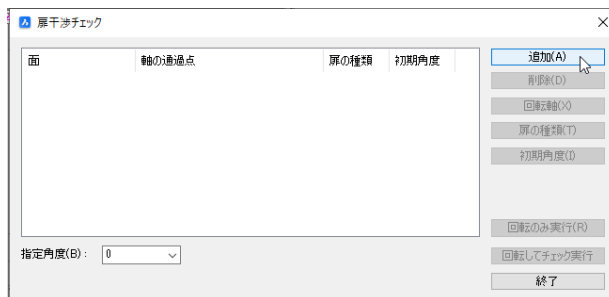 扉干渉チェック
面 軸の通過点 扉の種類 初期角度
追加(A)
削除(D)
回転軸(X)
扉の種類(T)
初期角度(I)
回転のみ実行(R)
指定角度(B): 0
回転してチェック実行
終了